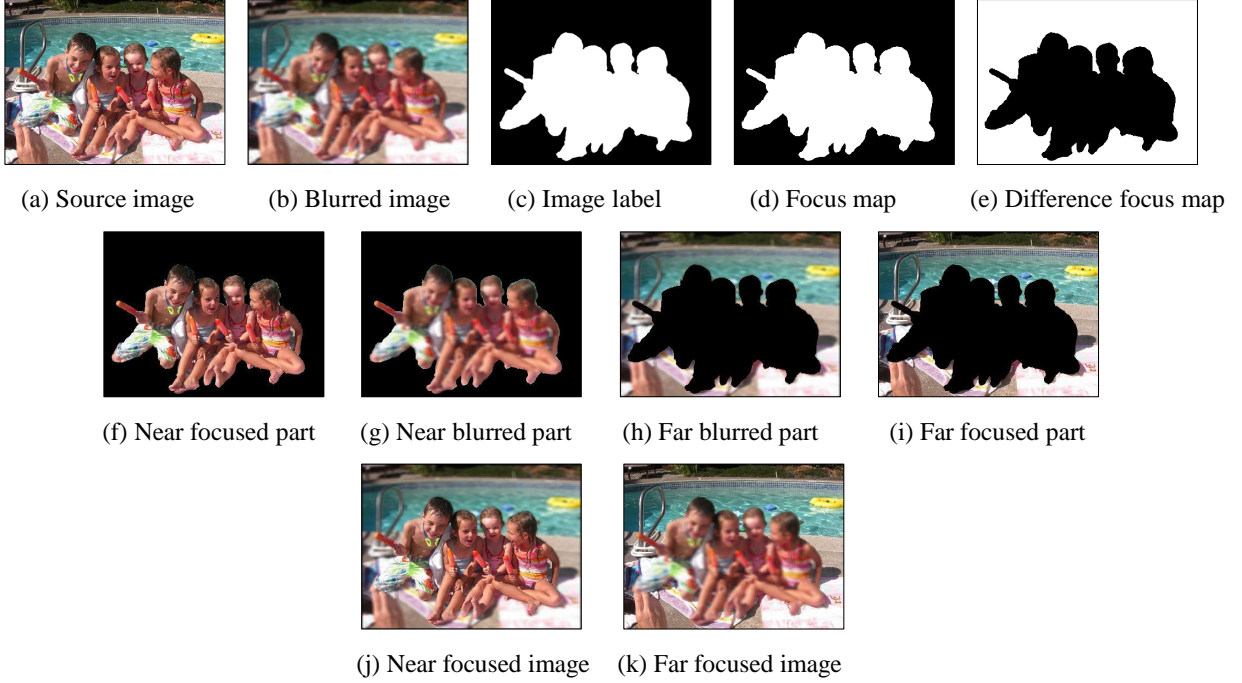 (a) Source image
(b) Blurred image
(c) Image label
(d) Focus map
(e) Difference focus map
(f) Near focused part
(g) Near blurred part
(h) Far blurred part
(i) Far focused part
(j) Near focused image
(k) Far focused image